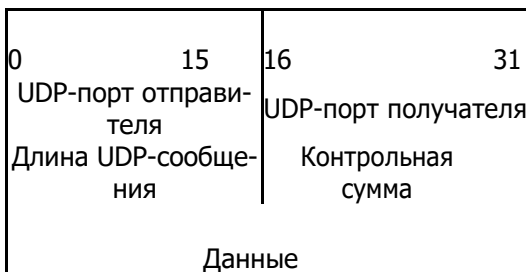 0 15 16 31
UDP-порт отправи-
теля
UDP-порт получателя
Длина UDP-сообще-
ния
Контрольная
сумма
Данные